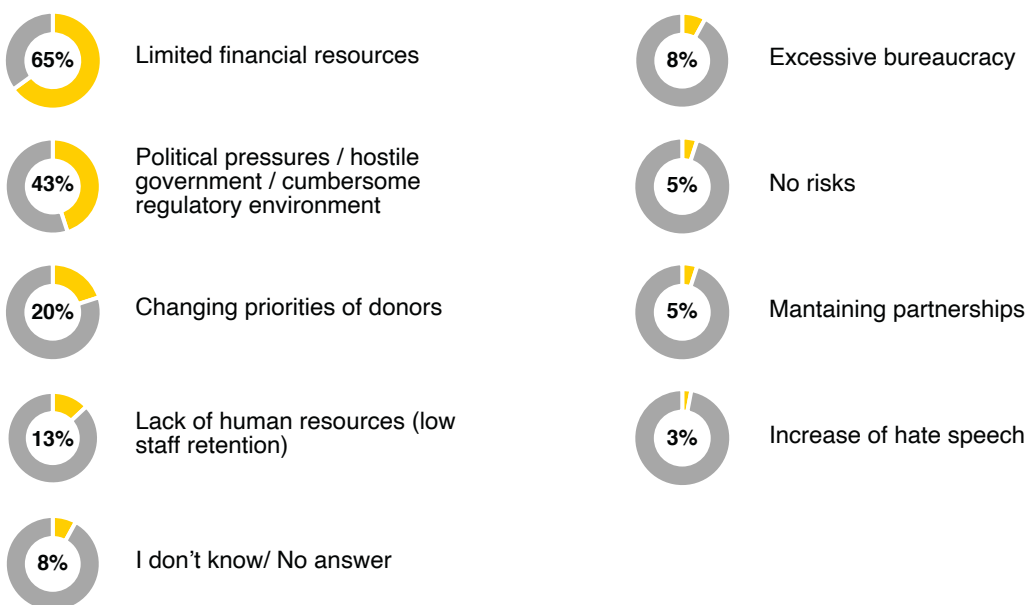 65%
Limited financial resources
43%
Political pressures / hostile
government / cumbersome
regulatory environment
20%
Changing priorities of donors
13%
Lack of human resources (low
staff retention)
8%
I don’t know/ No answer
8%
Excessive bureaucracy
5%
No risks
5%
Mantaining partnerships
3%
Increase of hate speech